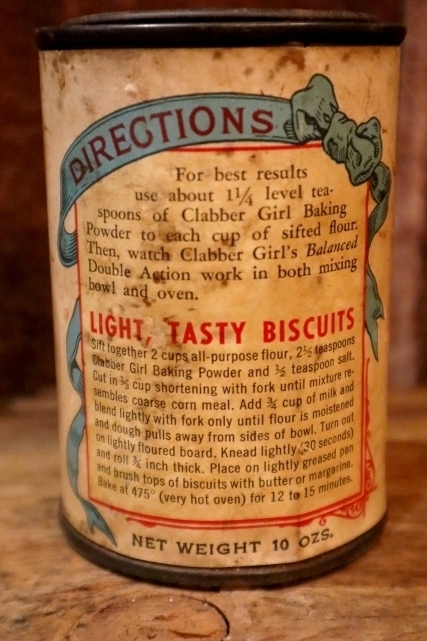 DIRECTIONS
For best results
use about 1¼ level tea-
spoons of Clabber Girl Baking
Powder to each cup of sifted flour.
Then, watch Clabber Girl's Balanced
Double Action work in both mixing
bowl and oven.
LIGHT, TASTY BISCUITS
Sift together 2 cups all-purpose flour, 2½ teaspoons
Clabber Girl Baking Powder and ½ teaspoon salt.
Cut in ⅓ cup shortening with fork until mixture re-
sembles coarse corn meal. Add ¾ cup of milk and
blend lightly with fork only until flour is moistened
and dough pulls away from sides of bowl. Turn out
on lightly floured board. Knead lightly (30 seconds)
and roll ¾ inch thick. Place on lightly greased pan
and brush tops of biscuits with butter or margarine.
Bake at 475° (very hot oven) for 12 to 15 minutes.
NET WEIGHT 10 OZS.